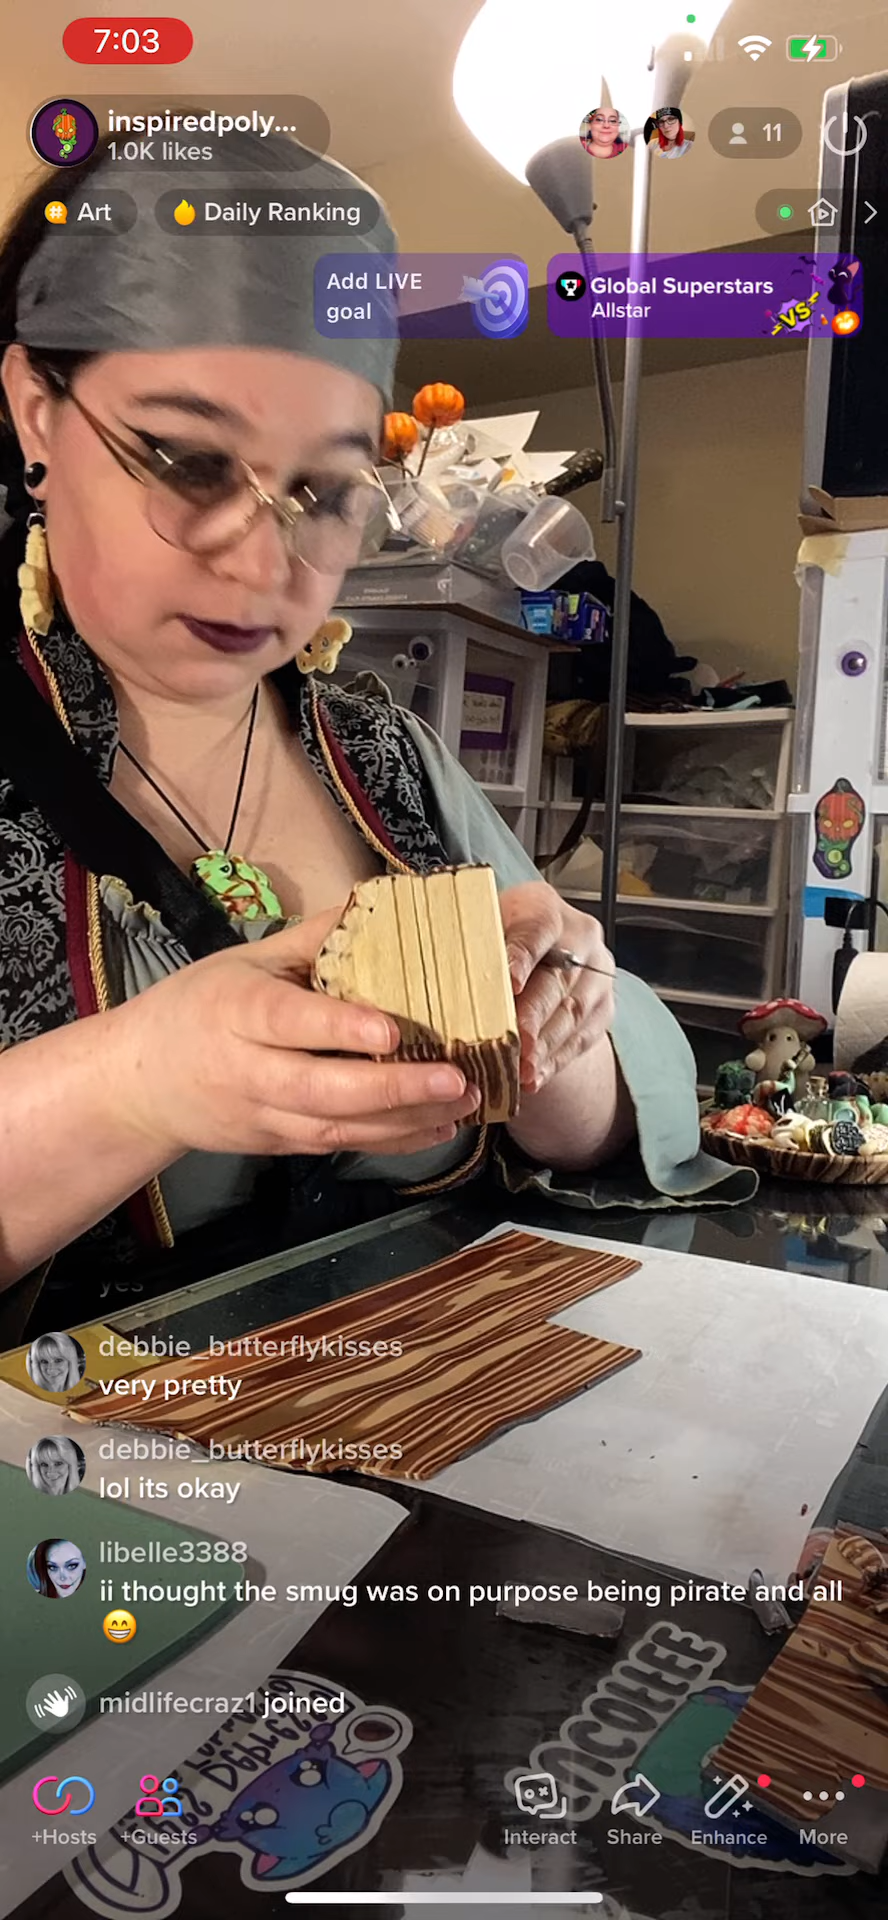 7:03
inspiredpoly...
1.0K likes
11
Art
Daily Ranking
Add LIVE
goal
Global Superstars
Allstar
VS
yes
debbie_butterflykisses
very pretty
debbie_butterflykisses
lol its okay
libelle3388
ii thought the smug was on purpose being pirate and all
😁
midlifecraz1 joined
COFFEE
+Hosts
+Guests
Interact
Share
Enhance
More